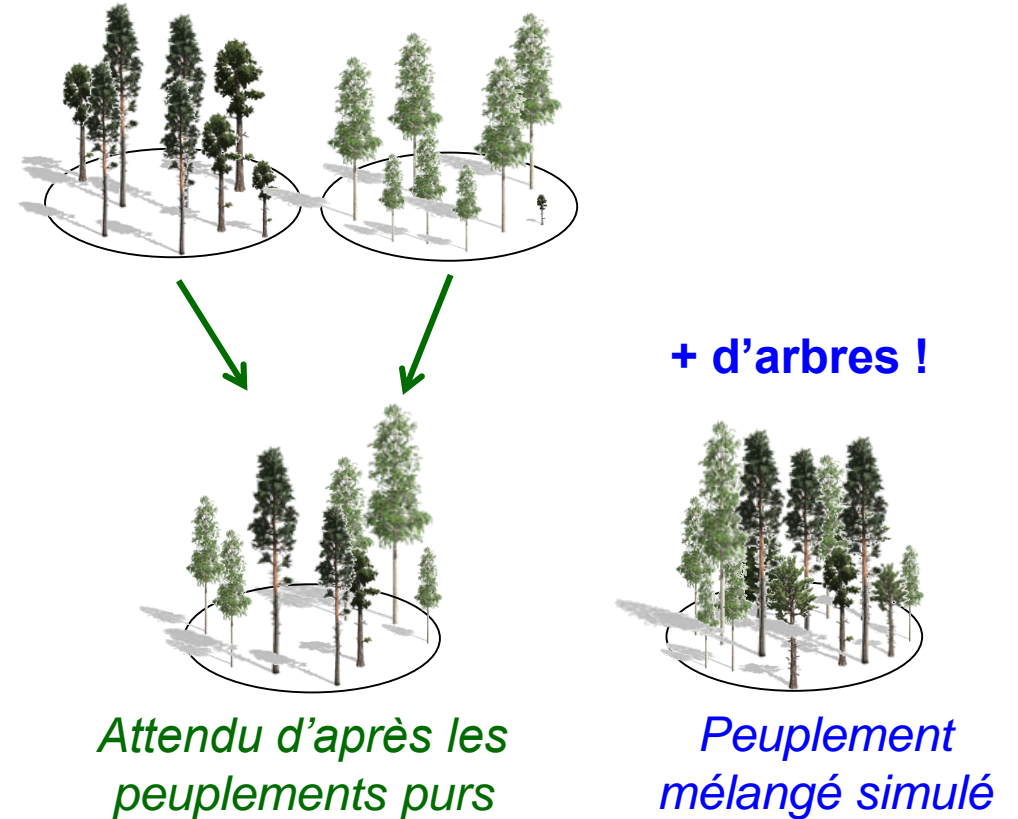 + d’arbres !
Attendu d’après les
peuplements purs
Peuplement
mélangé simulé